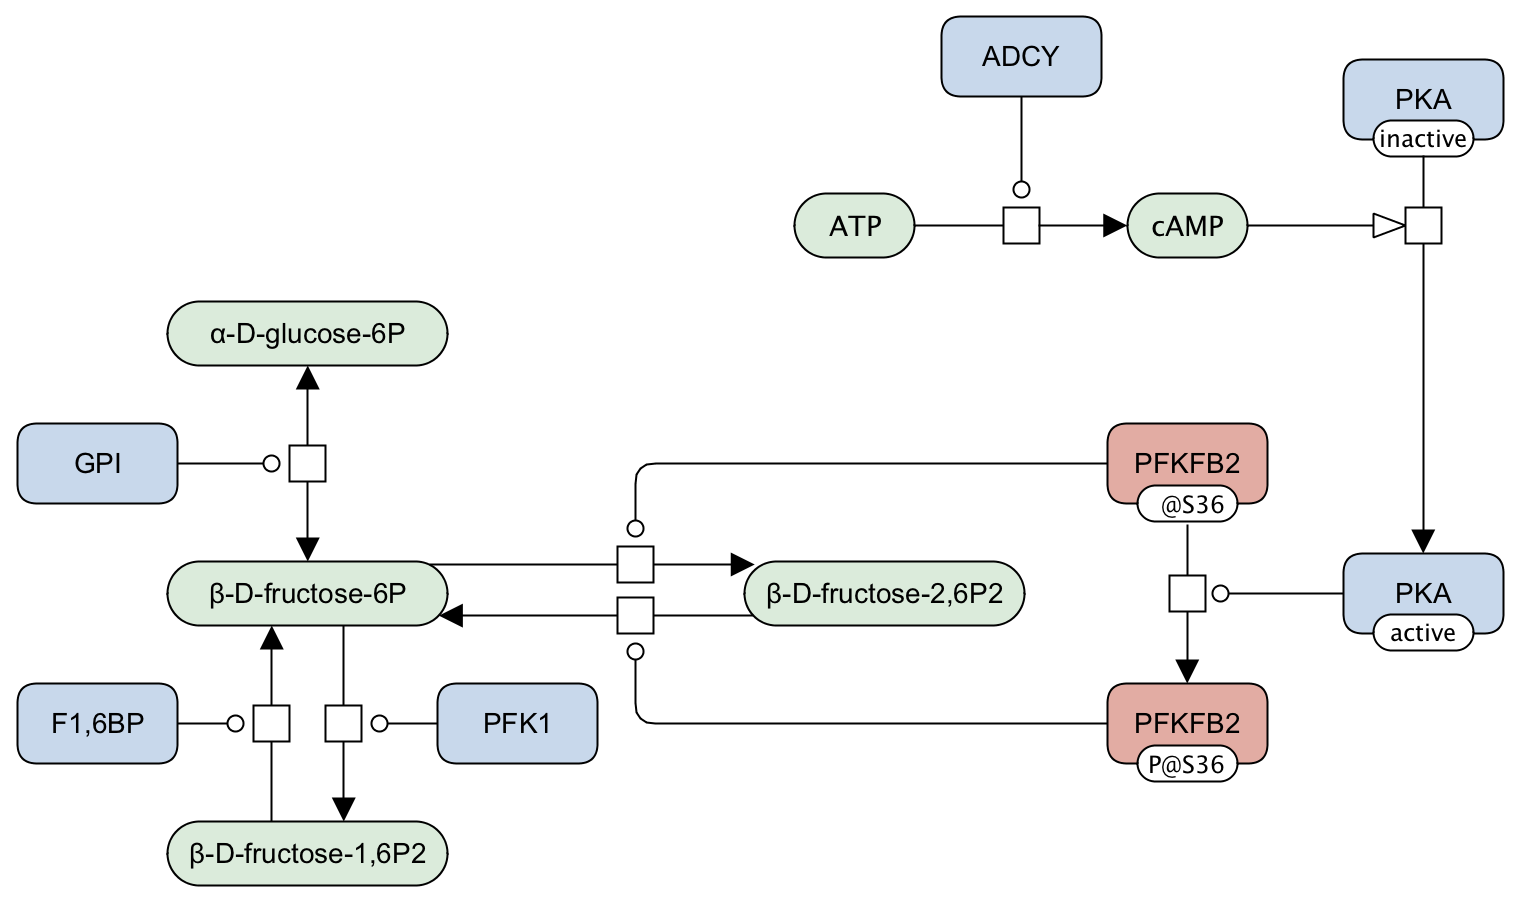 ADCY
PKA
inactive
ATP
cAMP
α-D-glucose-6P
GPI
PFKFB2
@S36
β-D-fructose-6P
β-D-fructose-2,6P2
PKA
active
F1,6BP
PFK1
PFKFB2
P@S36
β-D-fructose-1,6P2